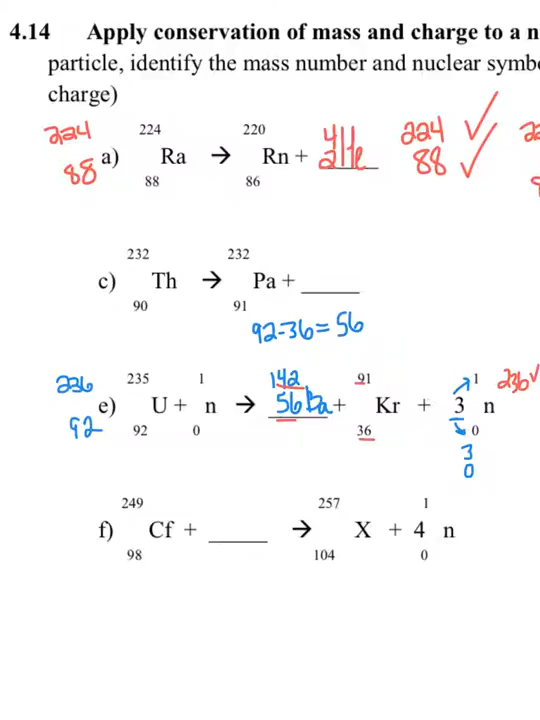 4.14 Apply conservation of mass and charge to a n
particle, identify the mass number and nuclear symb
charge)
224 224 220 4 224 ✓ 22
88 a) Ra → Rn + 2He 88 ✓ 8
88 86
232 232
c) Th → Pa + _____
90 91
92-36=56
236 235 1 142 91 1 236✓
e) U + n → 56Ba + Kr + 3 n
92 92 0 36 0
3
0
249 257 1
f) Cf + _____ → X + 4 n
98 104 0